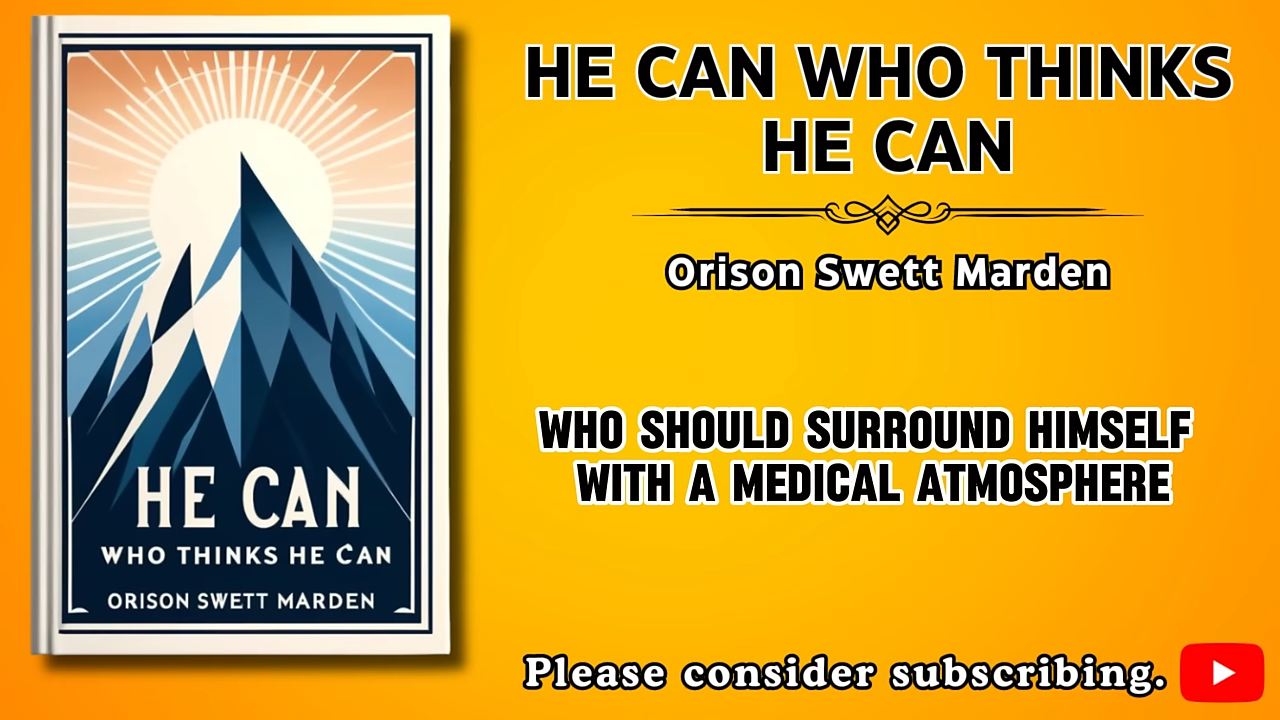 HE CAN
WHO THINKS HE CAN
ORISON SWETT MARDEN
HE CAN WHO THINKS
HE CAN
Orison Swett Marden
WHO SHOULD SURROUND HIMSELF
WITH A MEDICAL ATMOSPHERE
Please consider subscribing.